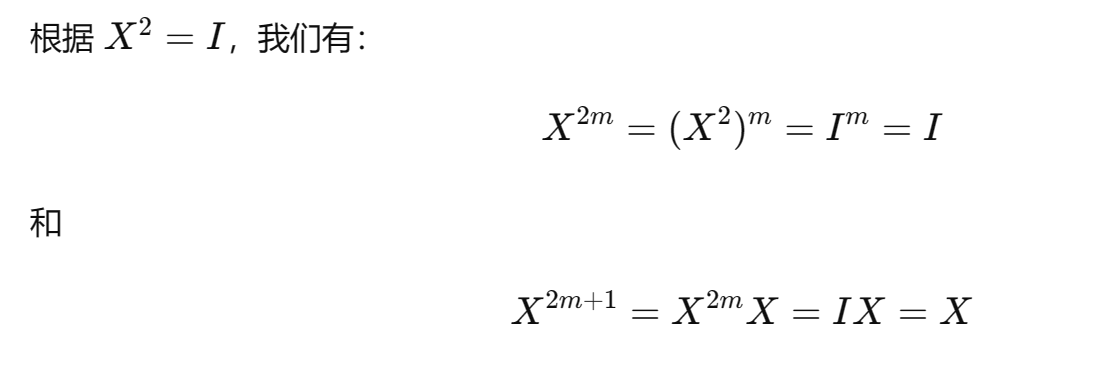 根据 $X^2 = I$，我们有：
$X^{2m} = (X^2)^m = I^m = I$
和
$X^{2m+1} = X^{2m} X = IX = X$